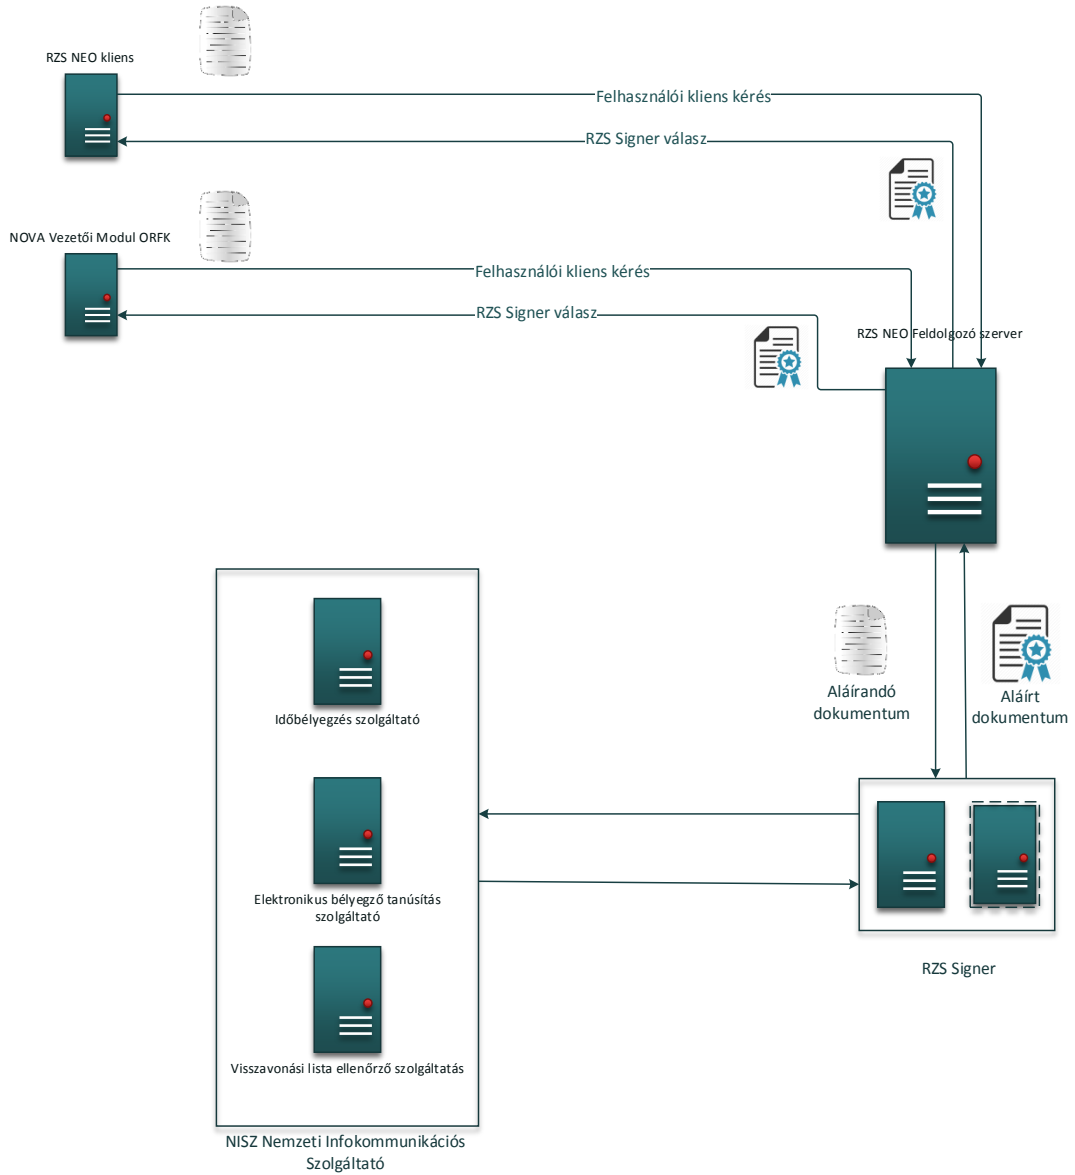 RZS NEO kliens
Felhasználói kliens kérés
RZS Signer válasz
NOVA Vezetői Modul ORFK
Felhasználói kliens kérés
RZS Signer válasz
RZS NEO Feldolgozó szerver
Aláírandó
dokumentum
Aláírt
dokumentum
Időbélyegzés szolgáltató
Elektronikus bélyegző tanúsítás
szolgáltató
Visszavonási lista ellenőrző szolgáltatás
RZS Signer
NISZ Nemzeti Infokommunikációs
Szolgáltató